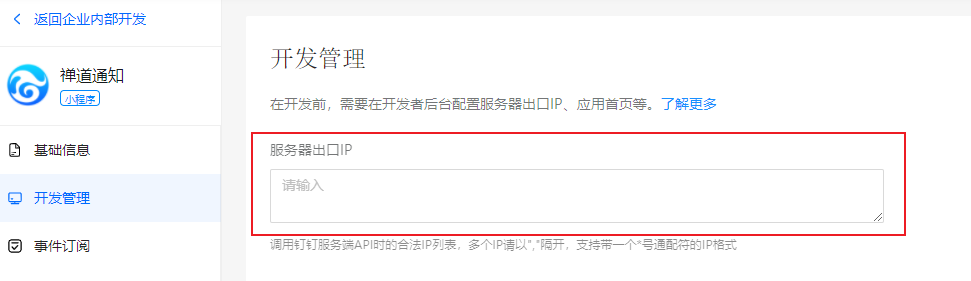 返回企业内部开发
禅道通知
小程序
基础信息
开发管理
事件订阅
开发管理
在开发前，需要在开发者后台配置服务器出口IP、应用首页等。了解更多
服务器出口IP
请输入
调用钉钉服务端API时的合法IP列表，多个IP请以","隔开，支持带一个*号通配符的IP格式